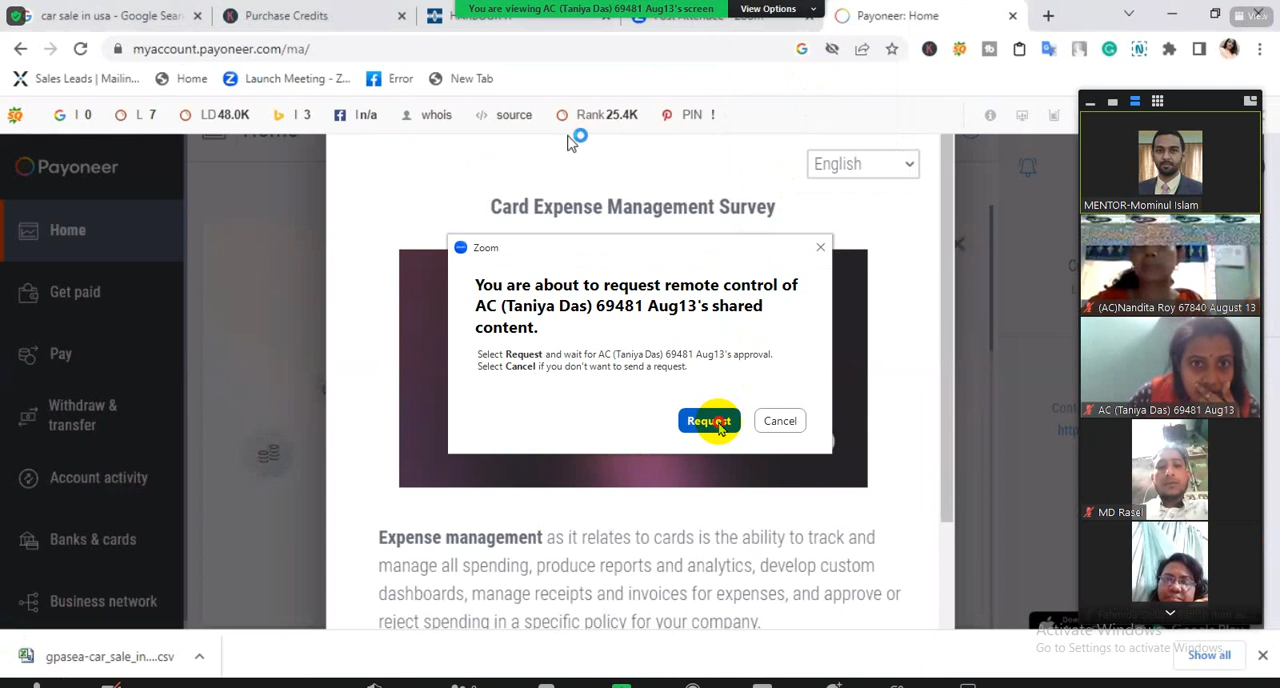 car sale in usa - Google Sear
Purchase Credits
You are viewing AC (Taniya Das) 69481 Aug13's screen
View Options
Payoneer: Home
View
myaccount.payoneer.com/ma/
Sales Leads | Mailin...
Home
Launch Meeting - Z...
Error
New Tab
I 0
L 7
LD 48.0K
I 3
I n/a
whois
source
Rank 25.4K
PIN !
Payoneer
English
Card Expense Management Survey
Home
Get paid
Pay
Withdraw &
transfer
Account activity
Banks & cards
Business network
Zoom
You are about to request remote control of
AC (Taniya Das) 69481 Aug13's shared
content.
Select Request and wait for AC (Taniya Das) 69481 Aug13's approval.
Select Cancel if you don't want to send a request.
Request
Cancel
Expense management as it relates to cards is the ability to track and
manage all spending, produce reports and analytics, develop custom
dashboards, manage receipts and invoices for expenses, and approve or
reject spending in a specific policy for your company.
MENTOR-Mominul Islam
(AC)Nandita Roy 67840 August 13
AC (Taniya Das) 69481 Aug13
MD Rasel
Activate Windows
Go to Settings to activate Windows.
gpasea-car_sale_in....csv
Show all